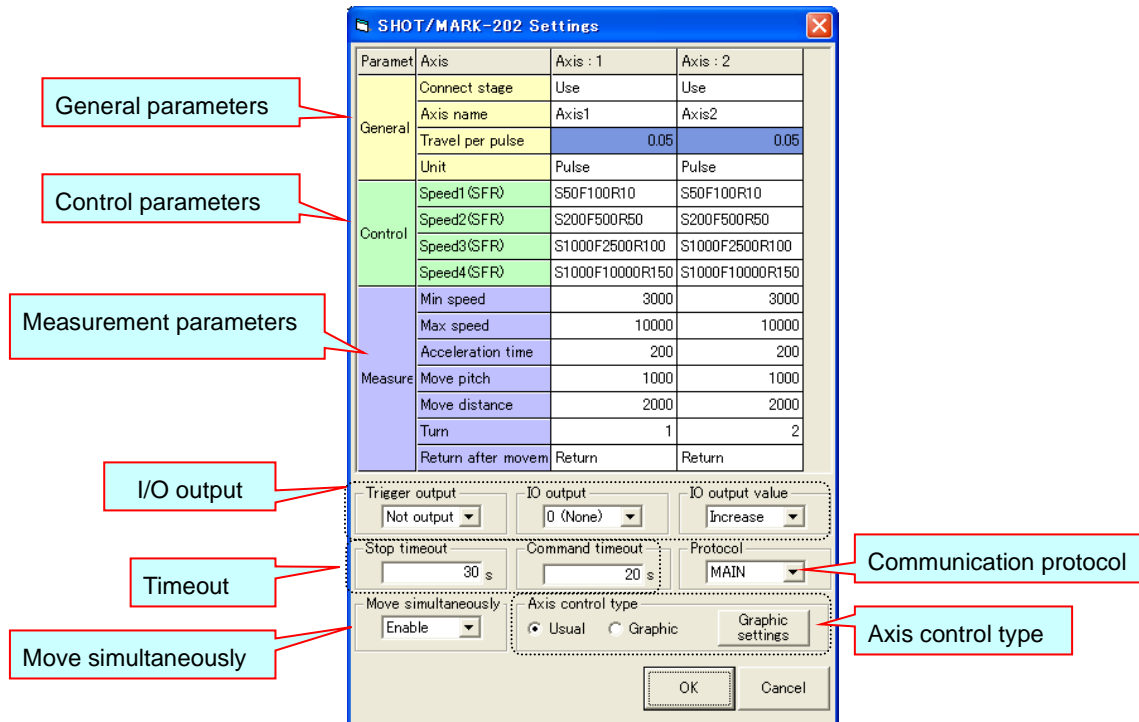 SHOT/MARK-202 Settings
Paramet Axis Axis : 1 Axis : 2
General parameters
General
Connect stage Use Use
Axis name Axis1 Axis2
Travel per pulse 0.05 0.05
Unit Pulse Pulse
Control parameters
Control
Speed1(SFR) S50F100R10 S50F100R10
Speed2(SFR) S200F500R50 S200F500R50
Speed3(SFR) S1000F2500R100 S1000F2500R100
Speed4(SFR) S1000F10000R150 S1000F10000R150
Measurement parameters
Measure
Min speed 3000 3000
Max speed 10000 10000
Acceleration time 200 200
Move pitch 1000 1000
Move distance 2000 2000
Turn 1 2
Return after movem Return Return
I/O output
Trigger output IO output IO output value
Not output 0 (None) Increase
Timeout
Stop timeout Command timeout Protocol
30 s 20 s MAIN
Communication protocol
Move simultaneously
Move simultaneously Axis control type
Enable Usual Graphic Graphic settings
Axis control type
OK Cancel